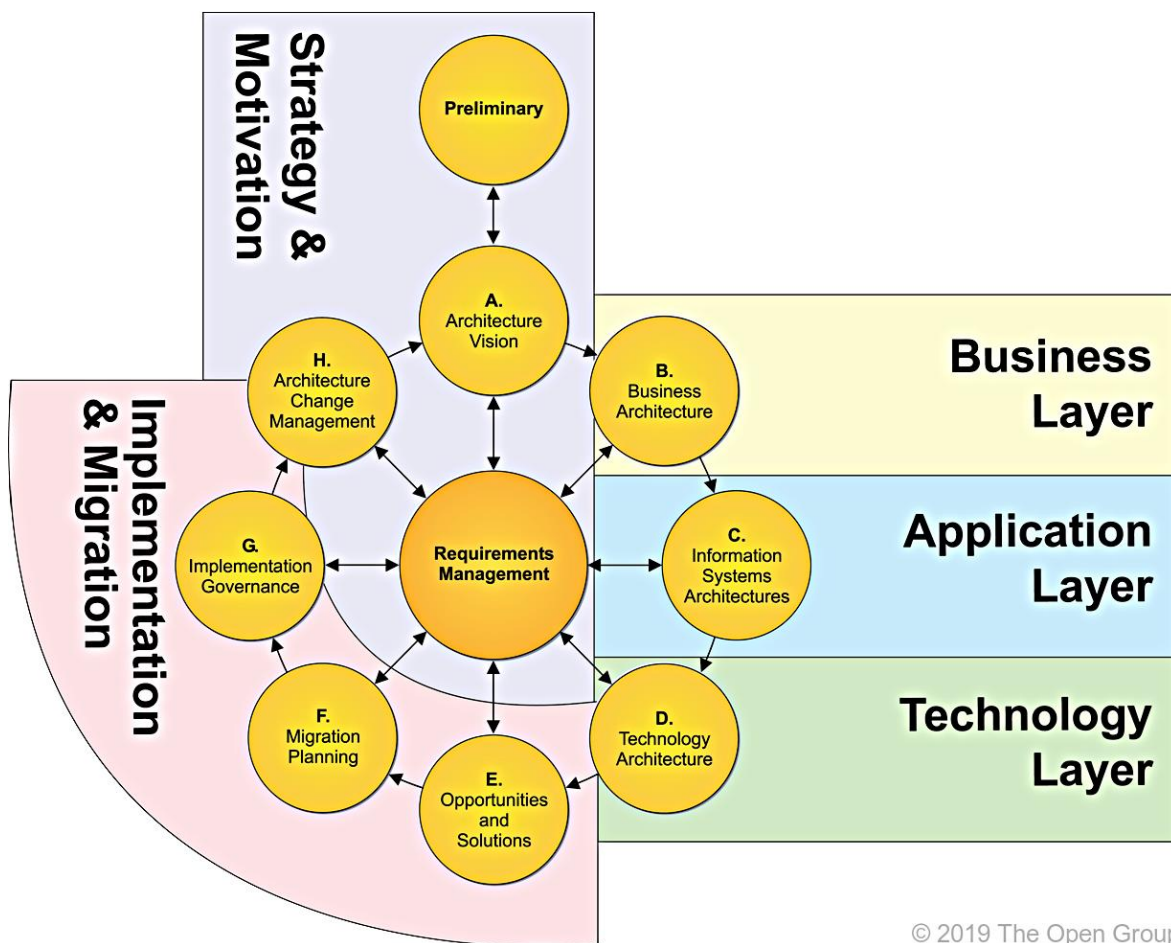 Strategy &
Motivation
Preliminary
A.
Architecture
Vision
H.
Architecture
Change
Management
B.
Business
Architecture
Business
Layer
Implementation
& Migration
G.
Implementation
Governance
Requirements
Management
C.
Information
Systems
Architectures
Application
Layer
F.
Migration
Planning
E.
Opportunities
and
Solutions
D.
Technology
Architecture
Technology
Layer
© 2019 The Open Group